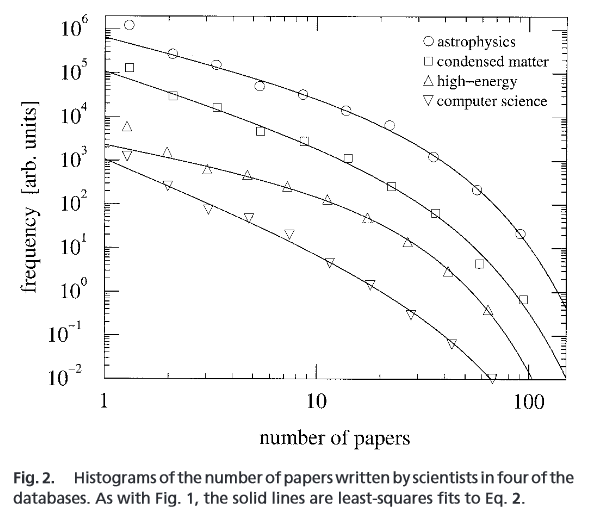 10^6
10^5
10^4
10^3
10^2
10^1
10^0
10^-1
10^-2
frequency [arb. units]
astrophysics
condensed matter
high-energy
computer science
1
10
100
number of papers
Fig. 2. Histograms of the number of papers written by scientists in four of the
databases. As with Fig. 1, the solid lines are least-squares fits to Eq. 2.